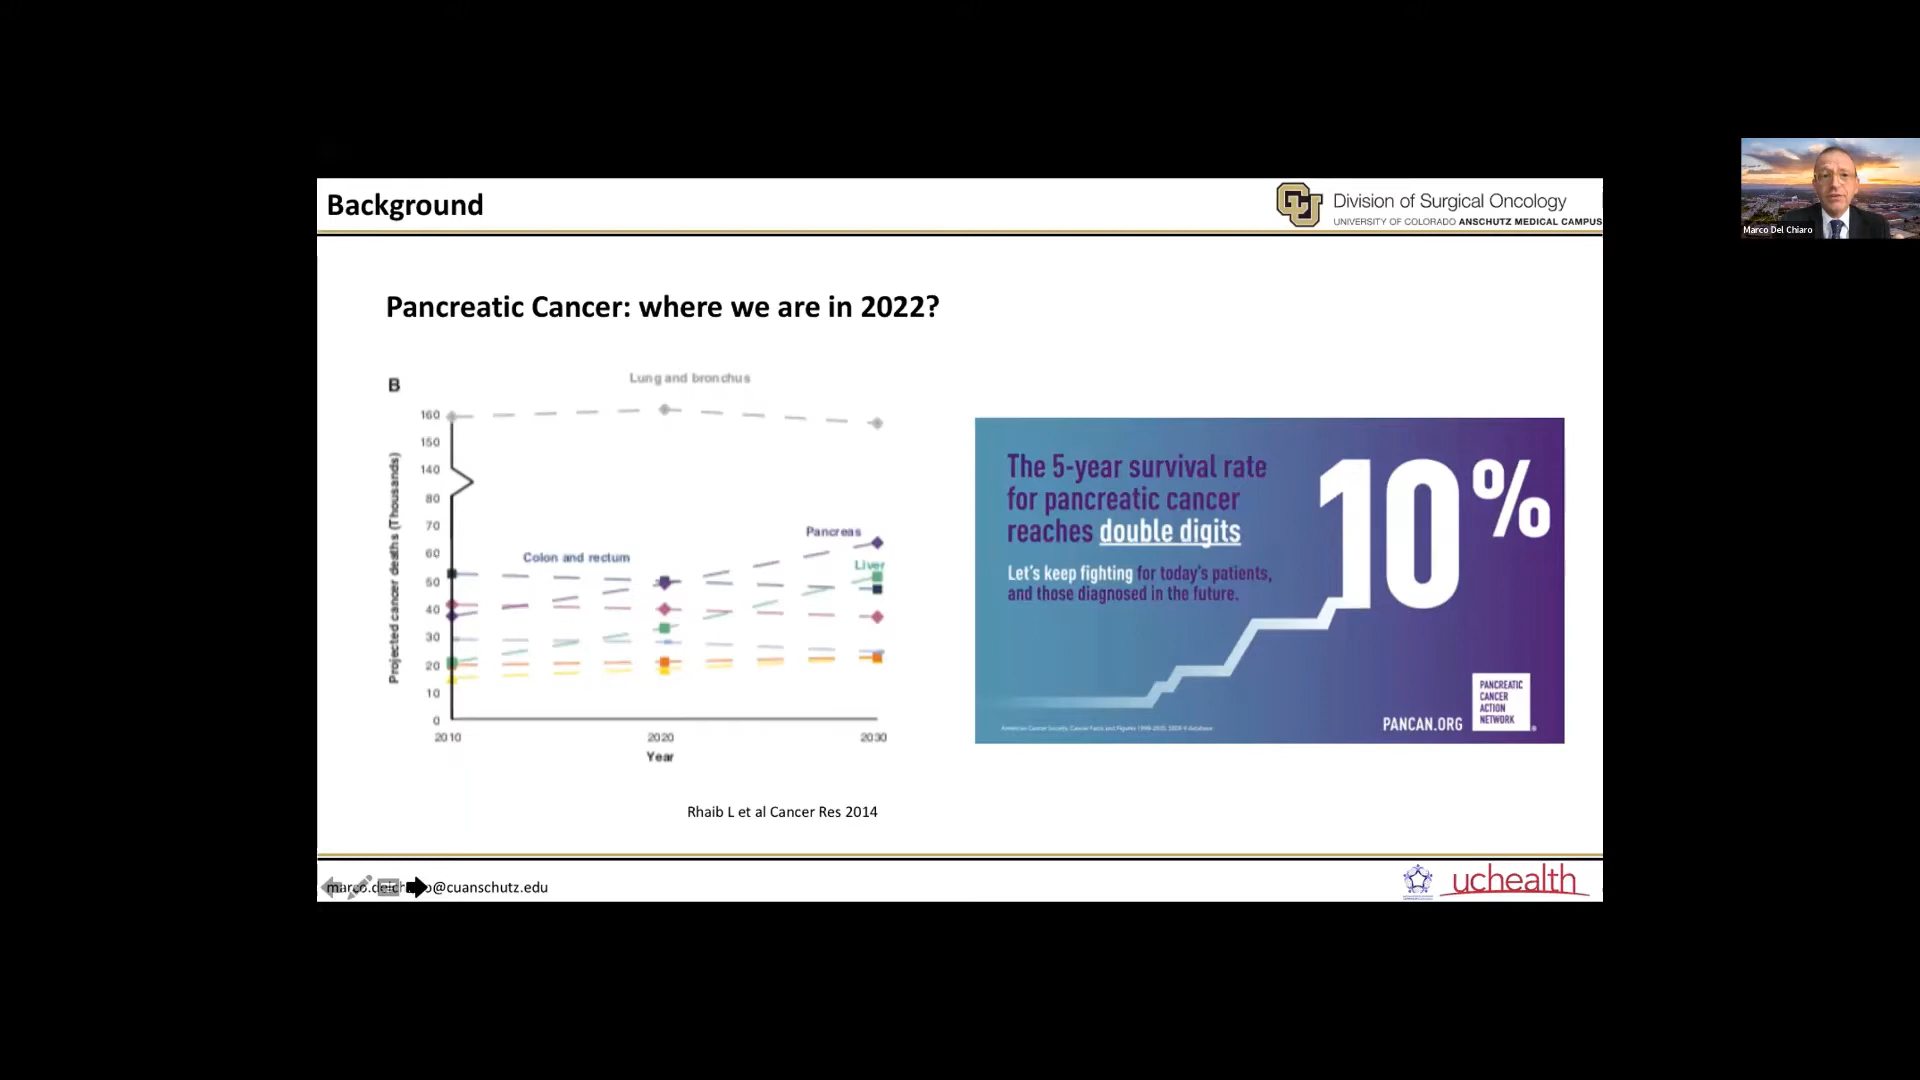 Background
Division of Surgical Oncology
UNIVERSITY OF COLORADO ANSCHUTZ MEDICAL CAMPUS
Marco Del Chiaro
Pancreatic Cancer: where we are in 2022?
B
Lung and bronchus
160
150
140
80
70
60
50
40
30
20
10
0
Projected cancer deaths (Thousands)
Pancreas
Colon and rectum
Liver
2010
2020
2030
Year
Rhaib L et al Cancer Res 2014
The 5-year survival rate
for pancreatic cancer
reaches double digits
10%
Let's keep fighting for today's patients,
and those diagnosed in the future.
PANCAN.ORG
PANCREATIC
CANCER
ACTION
NETWORK
®
@cuanschutz.edu
uchealth